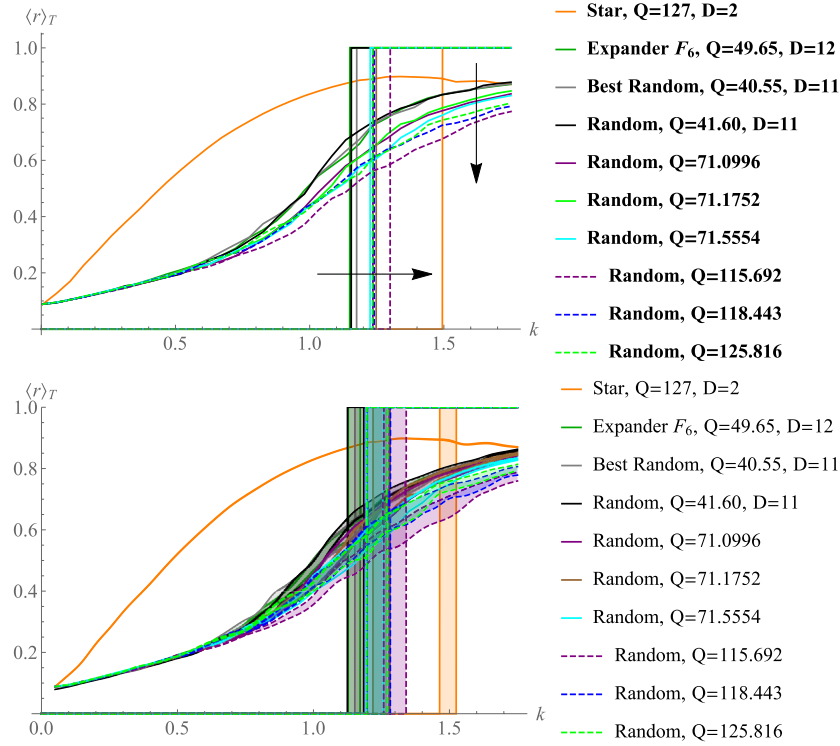 ⟨r⟩T
1.0
0.8
0.6
0.4
0.2
0.5
1.0
1.5
k
Star, Q=127, D=2
Expander F6, Q=49.65, D=12
Best Random, Q=40.55, D=11
Random, Q=41.60, D=11
Random, Q=71.0996
Random, Q=71.1752
Random, Q=71.5554
Random, Q=115.692
Random, Q=118.443
Random, Q=125.816
⟨r⟩T
1.0
0.8
0.6
0.4
0.2
0.0
0.5
1.0
1.5
k
Star, Q=127, D=2
Expander F6, Q=49.65, D=12
Best Random, Q=40.55, D=11
Random, Q=41.60, D=11
Random, Q=71.0996
Random, Q=71.1752
Random, Q=71.5554
Random, Q=115.692
Random, Q=118.443
Random, Q=125.816